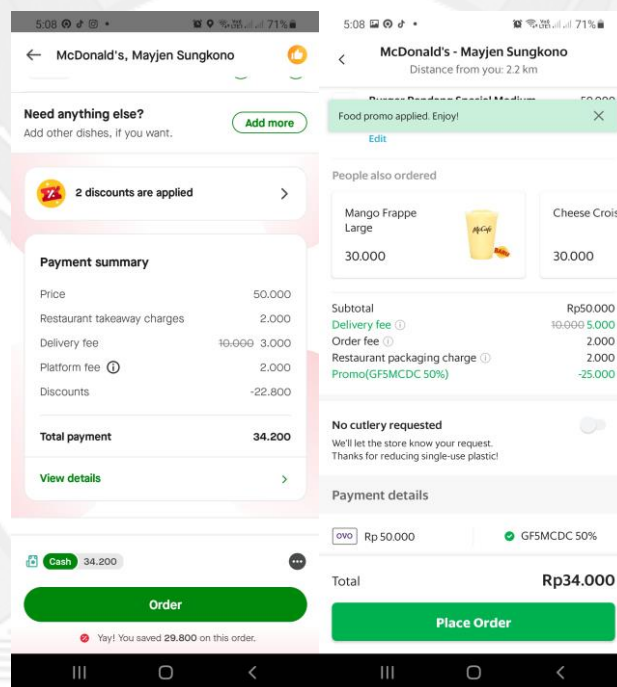 5:08
71%
McDonald's, Mayjen Sungkono
Need anything else?
Add other dishes, if you want.
Add more
2 discounts are applied
Payment summary
Price 50.000
Restaurant takeaway charges 2.000
Delivery fee 10.000 3.000
Platform fee 2.000
Discounts -22.800
Total payment 34.200
View details
Cash 34.200
Order
Yay! You saved 29.800 on this order.
5:08
71%
McDonald's - Mayjen Sungkono
Distance from you: 2.2 km
Food promo applied. Enjoy!
Edit
People also ordered
Mango Frappe
Large
30.000
McCafé
Cheese Crois
30.000
Subtotal Rp50.000
Delivery fee 10.000 5.000
Order fee 2.000
Restaurant packaging charge 2.000
Promo(GF5MCDC 50%) -25.000
No cutlery requested
We'll let the store know your request.
Thanks for reducing single-use plastic!
Payment details
OVO Rp 50.000
GF5MCDC 50%
Total Rp34.000
Place Order